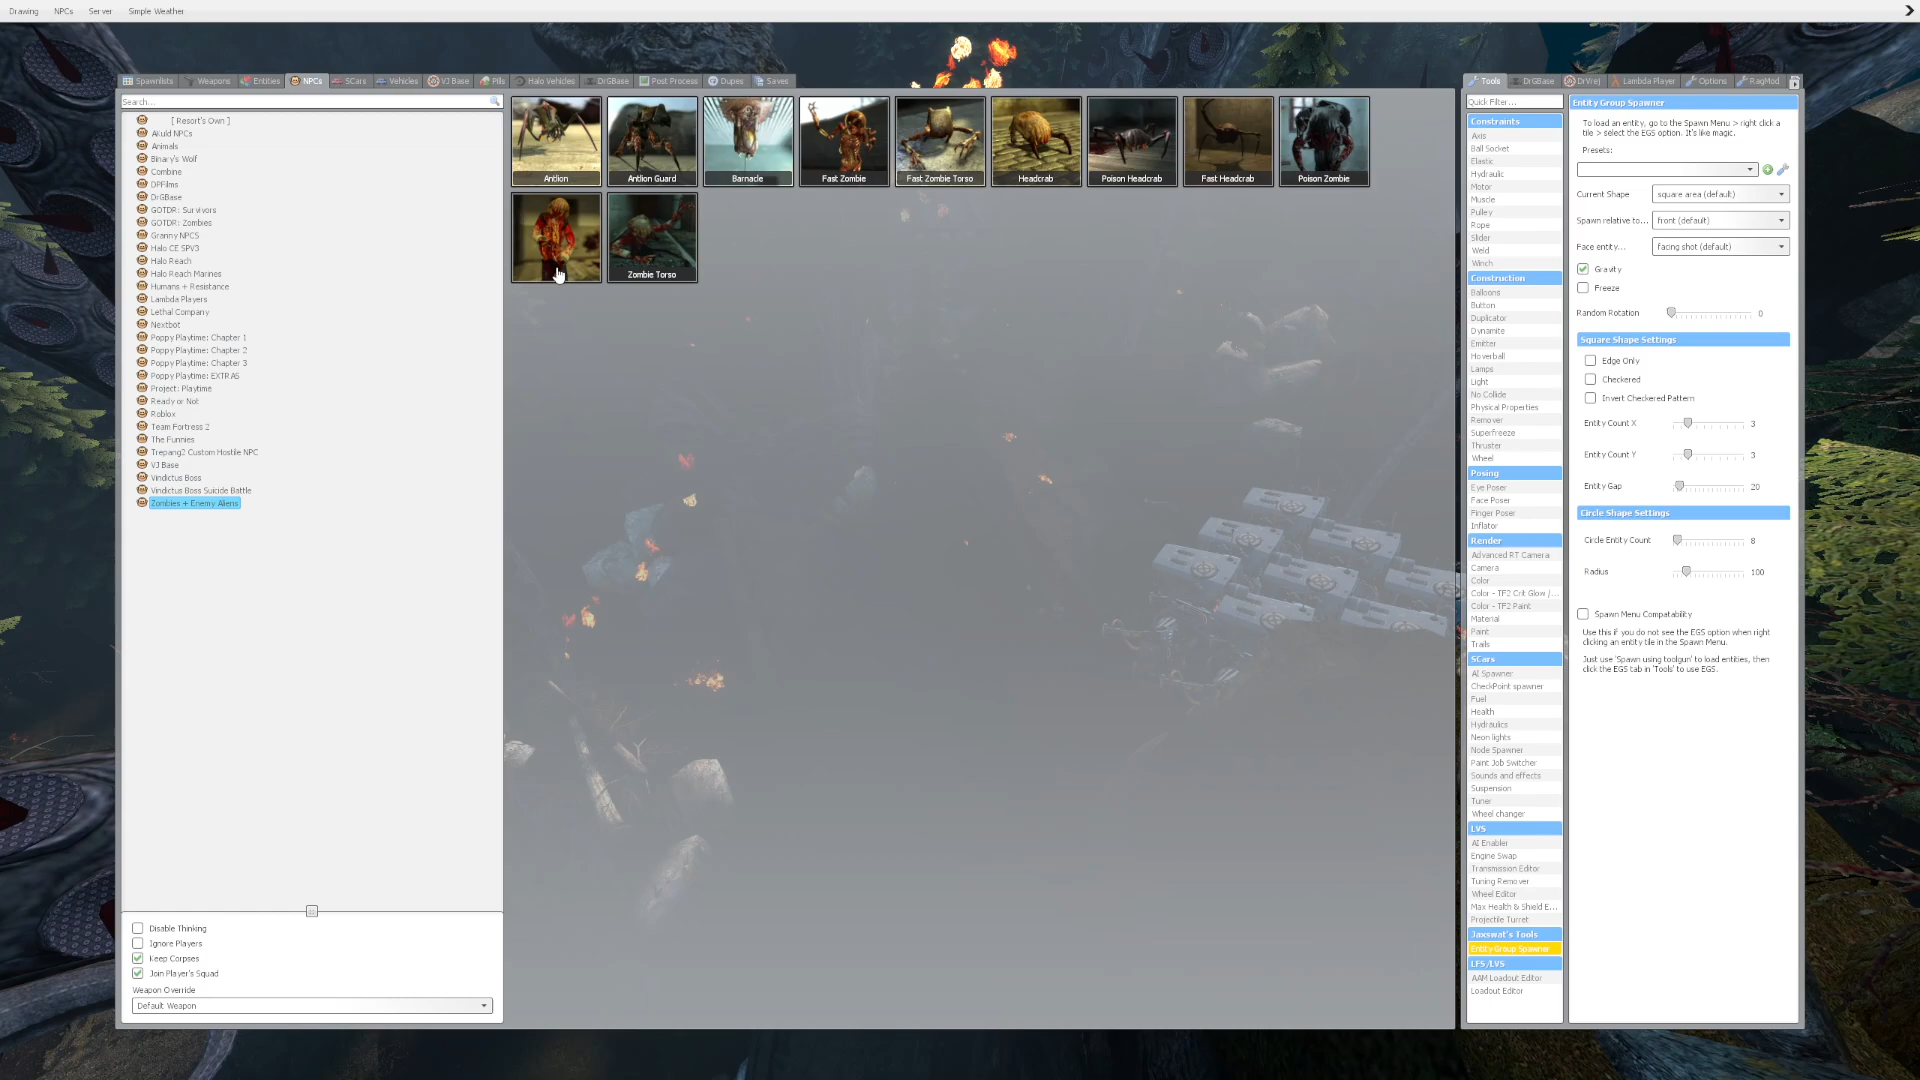 Drawing NPCs Server Simple Weather
Spawnlists Weapons Entities NPCs SCars Vehicles VJ Base Pills Halo Vehicles DrGBase Post Process Dupes Saves
Search...
[ Resort's Own ]
Akuld NPCs
Animals
Binary's Wolf
Combine
DPFilms
DrGBase
GOTDR: Survivors
GOTDR: Zombies
Granny NPCS
Halo CE SPV3
Halo Reach
Halo Reach Marines
Humans + Resistance
Lambda Players
Lethal Company
Nextbot
Poppy Playtime: Chapter 1
Poppy Playtime: Chapter 2
Poppy Playtime: Chapter 3
Poppy Playtime: EXTRAS
Project: Playtime
Ready or Not
Roblox
Team Fortress 2
The Funnies
Trepang2 Custom Hostile NPC
VJ Base
Vindictus Boss
Vindictus Boss Suicide Battle
Zombies + Enemy Aliens
Disable Thinking
Ignore Players
Keep Corpses
Join Player's Squad
Weapon Override
Default Weapon
Antlion
Antlion Guard
Barnacle
Fast Zombie
Fast Zombie Torso
Headcrab
Poison Headcrab
Fast Headcrab
Poison Zombie
Zombie Torso
Tools DrGBase DrVrej Lambda Player Options RagMod
Quick Filter...
Constraints
Axis
Ball Socket
Elastic
Hydraulic
Motor
Muscle
Pulley
Rope
Slider
Weld
Winch
Construction
Balloons
Button
Duplicator
Dynamite
Emitter
Hoverball
Lamps
Light
No Collide
Physical Properties
Remover
Superfreeze
Thruster
Wheel
Posing
Eye Poser
Face Poser
Finger Poser
Inflator
Render
Advanced RT Camera
Camera
Color
Color - TF2 Crit Glow /...
Color - TF2 Paint
Material
Paint
Trails
SCars
AI Spawner
CheckPoint spawner
Fuel
Health
Hydraulics
Neon lights
Node Spawner
Paint Job Switcher
Sounds and effects
Suspension
Tuner
Wheel changer
LVS
AI Enabler
Engine Swap
Transmission Editor
Tuning Remover
Wheel Editor
Max Health & Shield E...
Projectile Turret
Jaxswat's Tools
Entity Group Spawner
LFS/LVS
AAM Loadout Editor
Loadout Editor
Entity Group Spawner
To load an entity, go to the Spawn Menu > right click a
tile > select the EGS option. It's like magic.
Presets:
Current Shape square area (default)
Spawn relative to... front (default)
Face entity... facing shot (default)
Gravity
Freeze
Random Rotation 0
Square Shape Settings
Edge Only
Checkered
Invert Checkered Pattern
Entity Count X 3
Entity Count Y 3
Entity Gap 20
Circle Shape Settings
Circle Entity Count 8
Radius 100
Spawn Menu Compatability
Use this if you do not see the EGS option when right
clicking an entity tile in the Spawn Menu.
Just use 'Spawn using toolgun' to load entities, then
click the EGS tab in 'Tools' to use EGS.